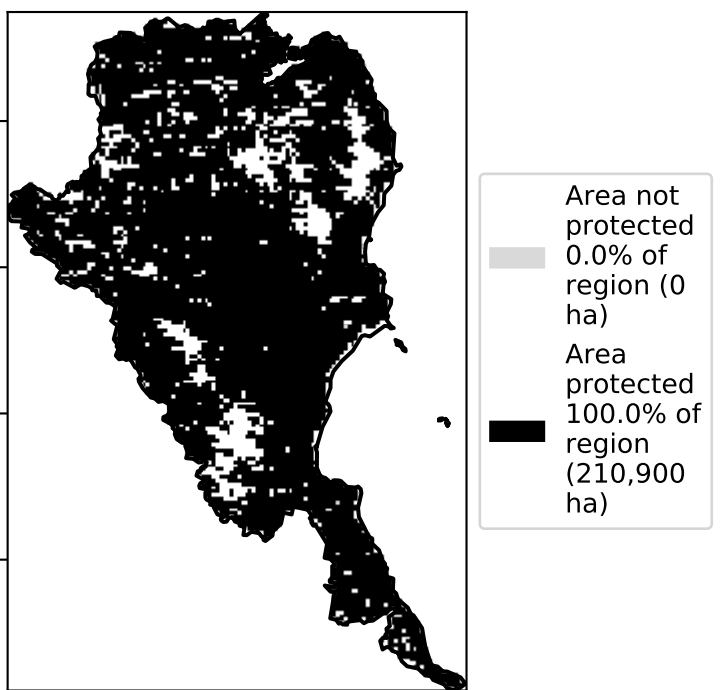 Area not
protected
0.0% of
region (0
ha)
Area
protected
100.0% of
region
(210,900
ha)